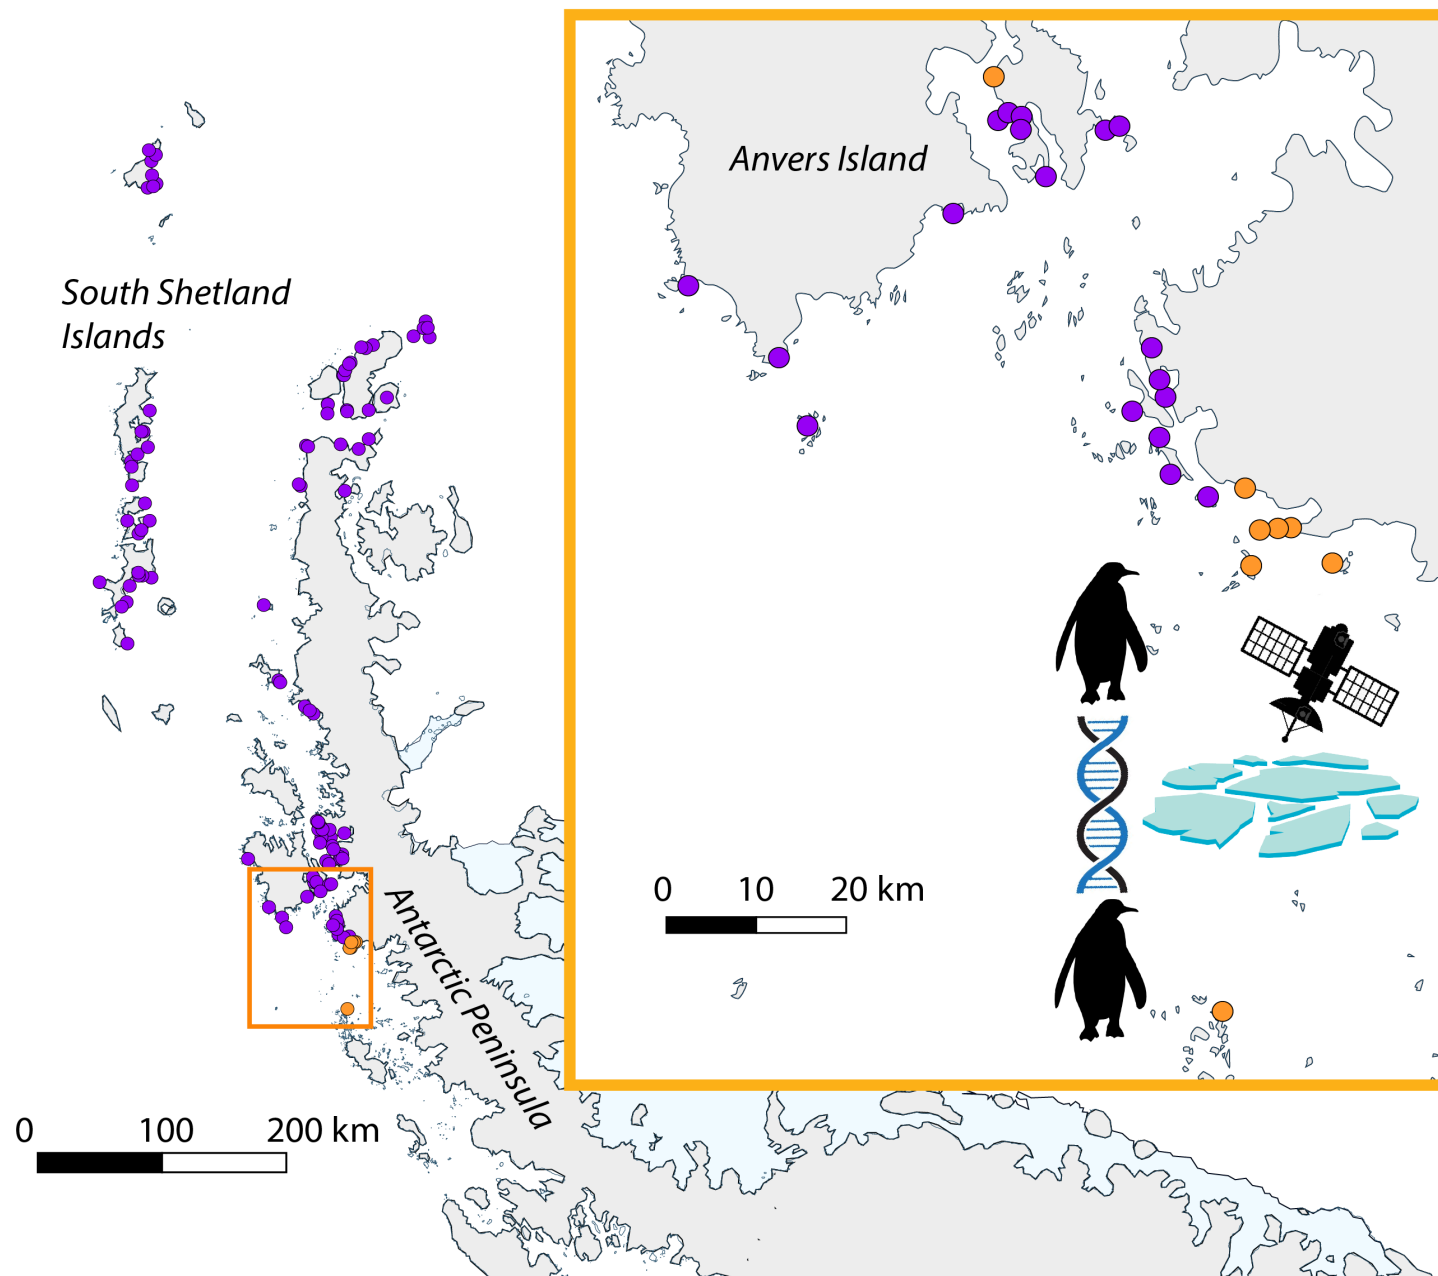 Anvers Island
South Shetland
Islands
0 10 20 km
Antarctic Peninsula
0 100 200 km